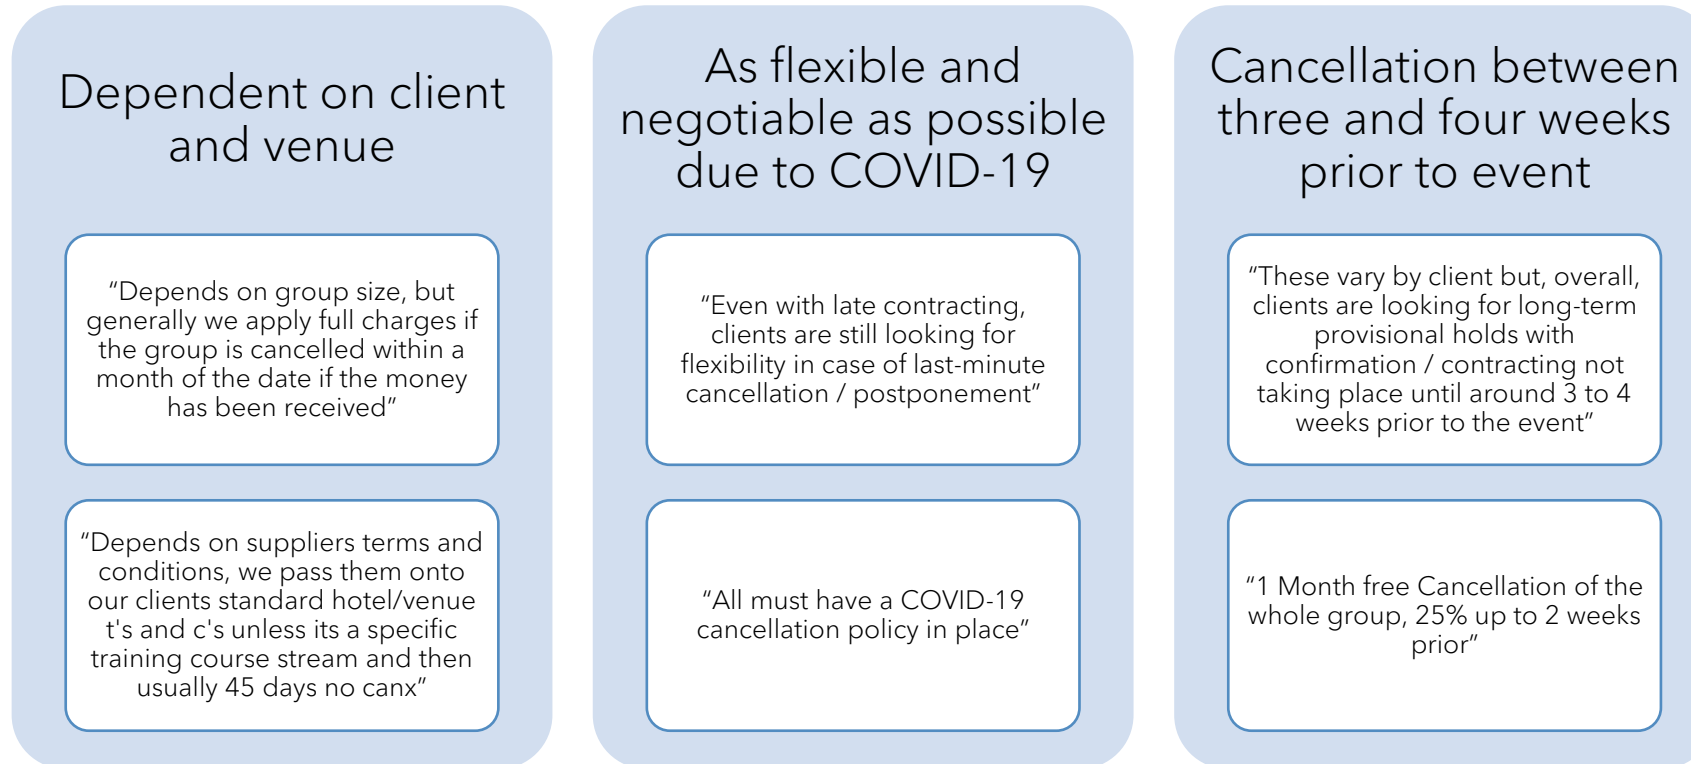 Dependent on client
and venue
“Depends on group size, but
generally we apply full charges if
the group is cancelled within a
month of the date if the money
has been received”
“Depends on suppliers terms and
conditions, we pass them onto
our clients standard hotel/venue
t's and c's unless its a specific
training course stream and then
usually 45 days no canx”
As flexible and
negotiable as possible
due to COVID-19
“Even with late contracting,
clients are still looking for
flexibility in case of last-minute
cancellation / postponement”
“All must have a COVID-19
cancellation policy in place”
Cancellation between
three and four weeks
prior to event
“These vary by client but, overall,
clients are looking for long-term
provisional holds with
confirmation / contracting not
taking place until around 3 to 4
weeks prior to the event”
“1 Month free Cancellation of the
whole group, 25% up to 2 weeks
prior”